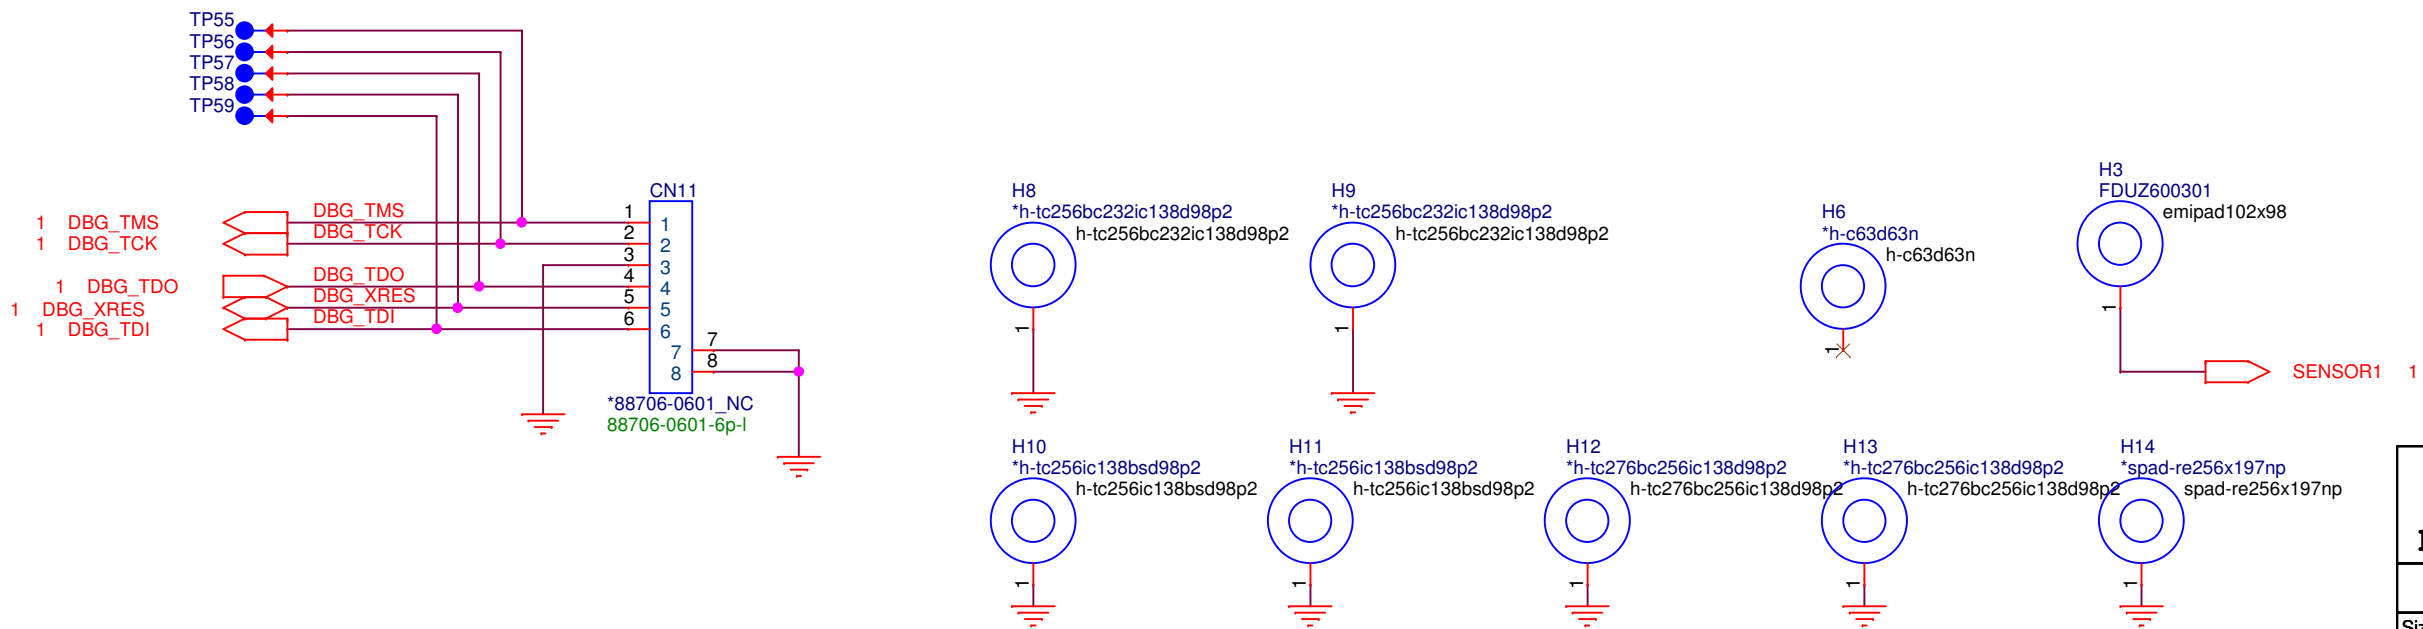 TP55
TP56
TP57
TP58
TP59
1 DBG_TMS
1 DBG_TCK
1 DBG_TDO
1 DBG_XRES
1 DBG_TDI
DBG_TMS
DBG_TCK
DBG_TDO
DBG_XRES
DBG_TDI
CN11
1 1
2 2
3 3
4 4
5 5
6 6
7 7
8 8
*88706-0601_NC
88706-0601-6p-l
H8
*h-tc256bc232ic138d98p2
h-tc256bc232ic138d98p2
1
H9
*h-tc256bc232ic138d98p2
h-tc256bc232ic138d98p2
1
H6
*h-c63d63n
h-c63d63n
1
H3
FDUZ600301
emipad102x98
1
SENSOR1 1
H10
*h-tc256ic138bsd98p2
h-tc256ic138bsd98p2
1
H11
*h-tc256ic138bsd98p2
h-tc256ic138bsd98p2
1
H12
*h-tc276bc256ic138d98p2
h-tc276bc256ic138d98p2
1
H13
*h-tc276bc256ic138d98p2
h-tc276bc256ic138d98p2
1
H14
*spad-re256x197np
spad-re256x197np
1